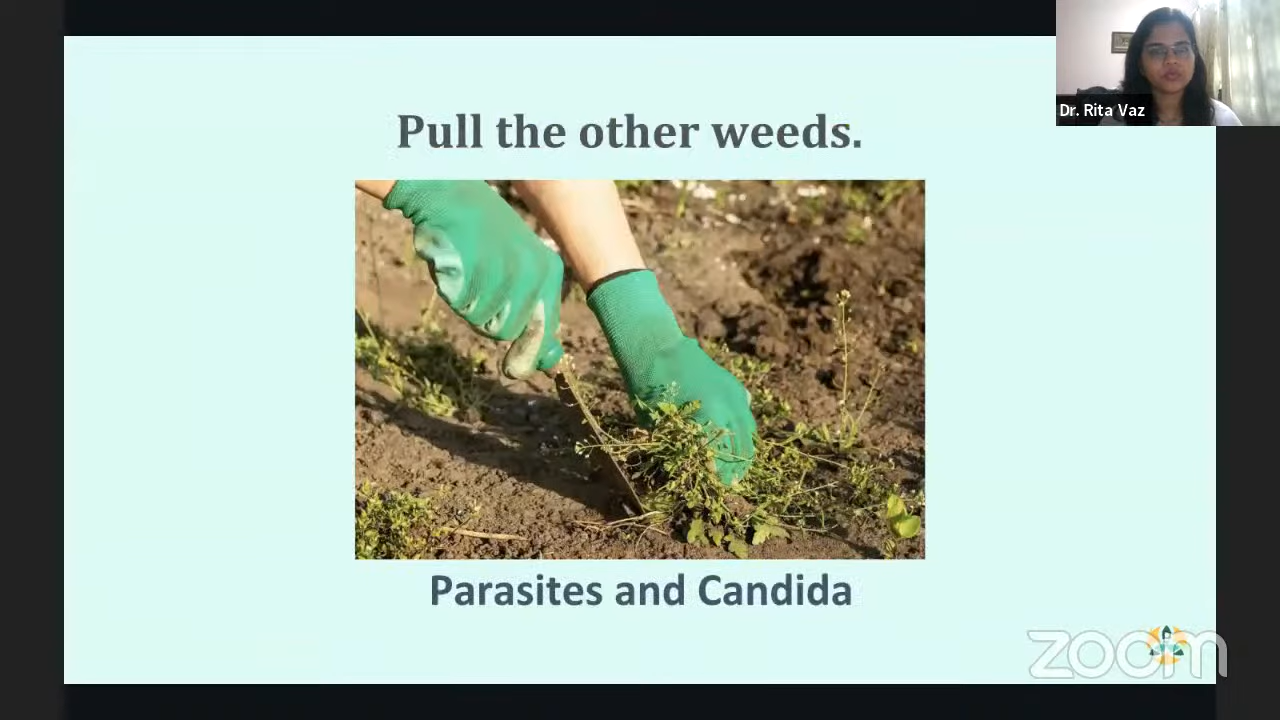 Dr. Rita Vaz
Pull the other weeds.
Parasites and Candida
zoom